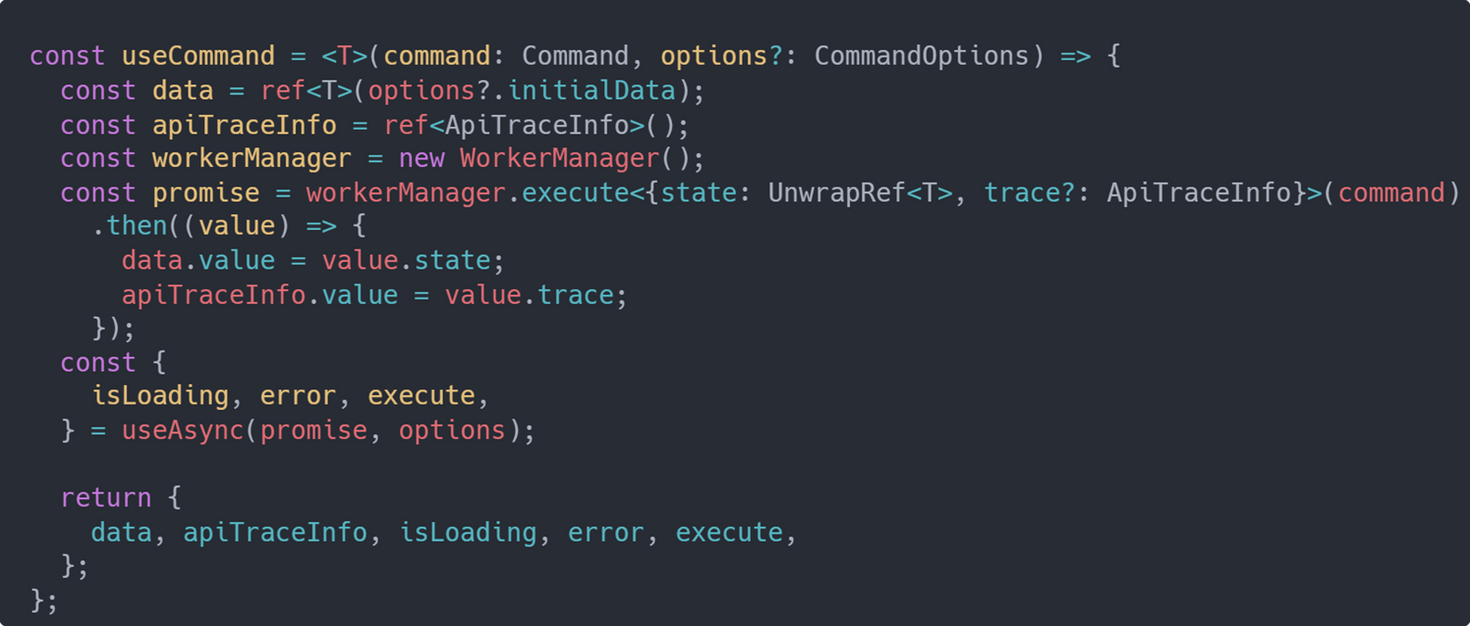 const useCommand = <T>(command: Command, options?: CommandOptions) => {
  const data = ref<T>(options?.initialData);
  const apiTraceInfo = ref<ApiTraceInfo>();
  const workerManager = new WorkerManager();
  const promise = workerManager.execute<{state: UnwrapRef<T>, trace?: ApiTraceInfo}>(command)
    .then((value) => {
      data.value = value.state;
      apiTraceInfo.value = value.trace;
    });
  const {
    isLoading, error, execute,
  } = useAsync(promise, options);

  return {
    data, apiTraceInfo, isLoading, error, execute,
  };
};